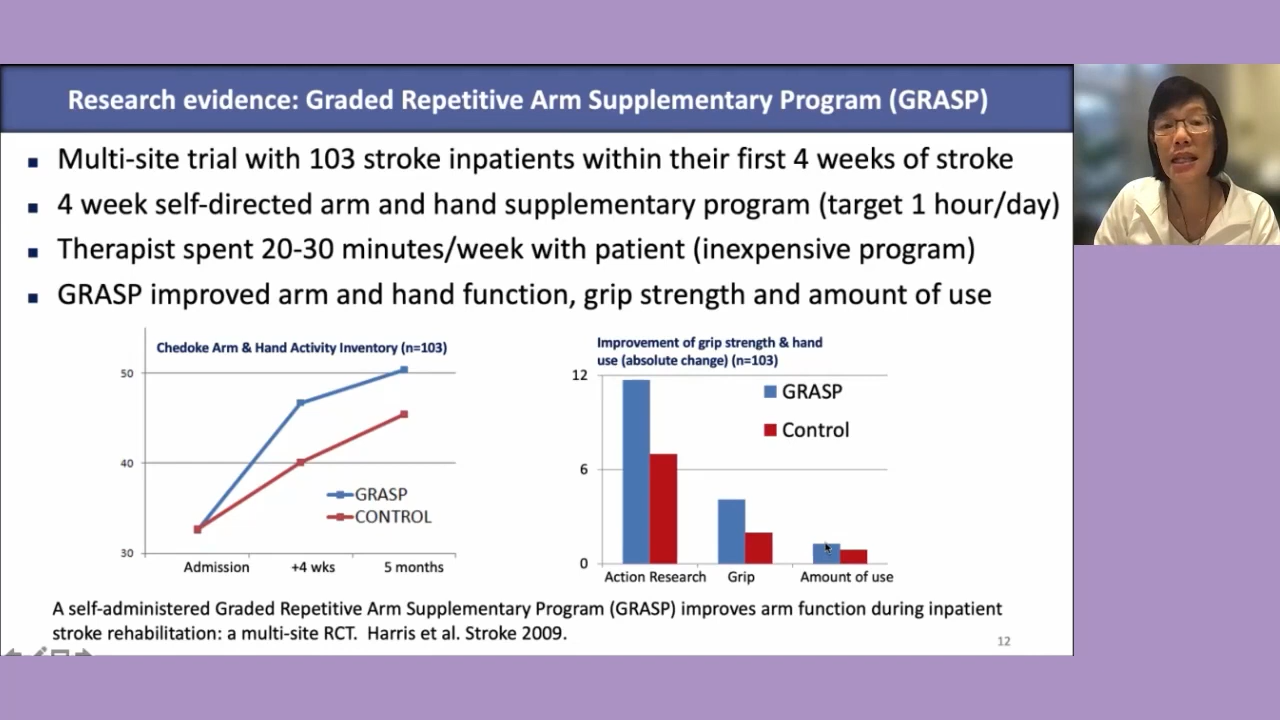 Research evidence: Graded Repetitive Arm Supplementary Program (GRASP)
▪ Multi-site trial with 103 stroke inpatients within their first 4 weeks of stroke
▪ 4 week self-directed arm and hand supplementary program (target 1 hour/day)
▪ Therapist spent 20-30 minutes/week with patient (inexpensive program)
▪ GRASP improved arm and hand function, grip strength and amount of use
Chedoke Arm & Hand Activity Inventory (n=103)
50
40
30
GRASP
CONTROL
Admission +4 wks 5 months
Improvement of grip strength & hand
use (absolute change) (n=103)
12
6
0
GRASP
Control
Action Research Grip Amount of use
A self-administered Graded Repetitive Arm Supplementary Program (GRASP) improves arm function during inpatient
stroke rehabilitation: a multi-site RCT. Harris et al. Stroke 2009.
12